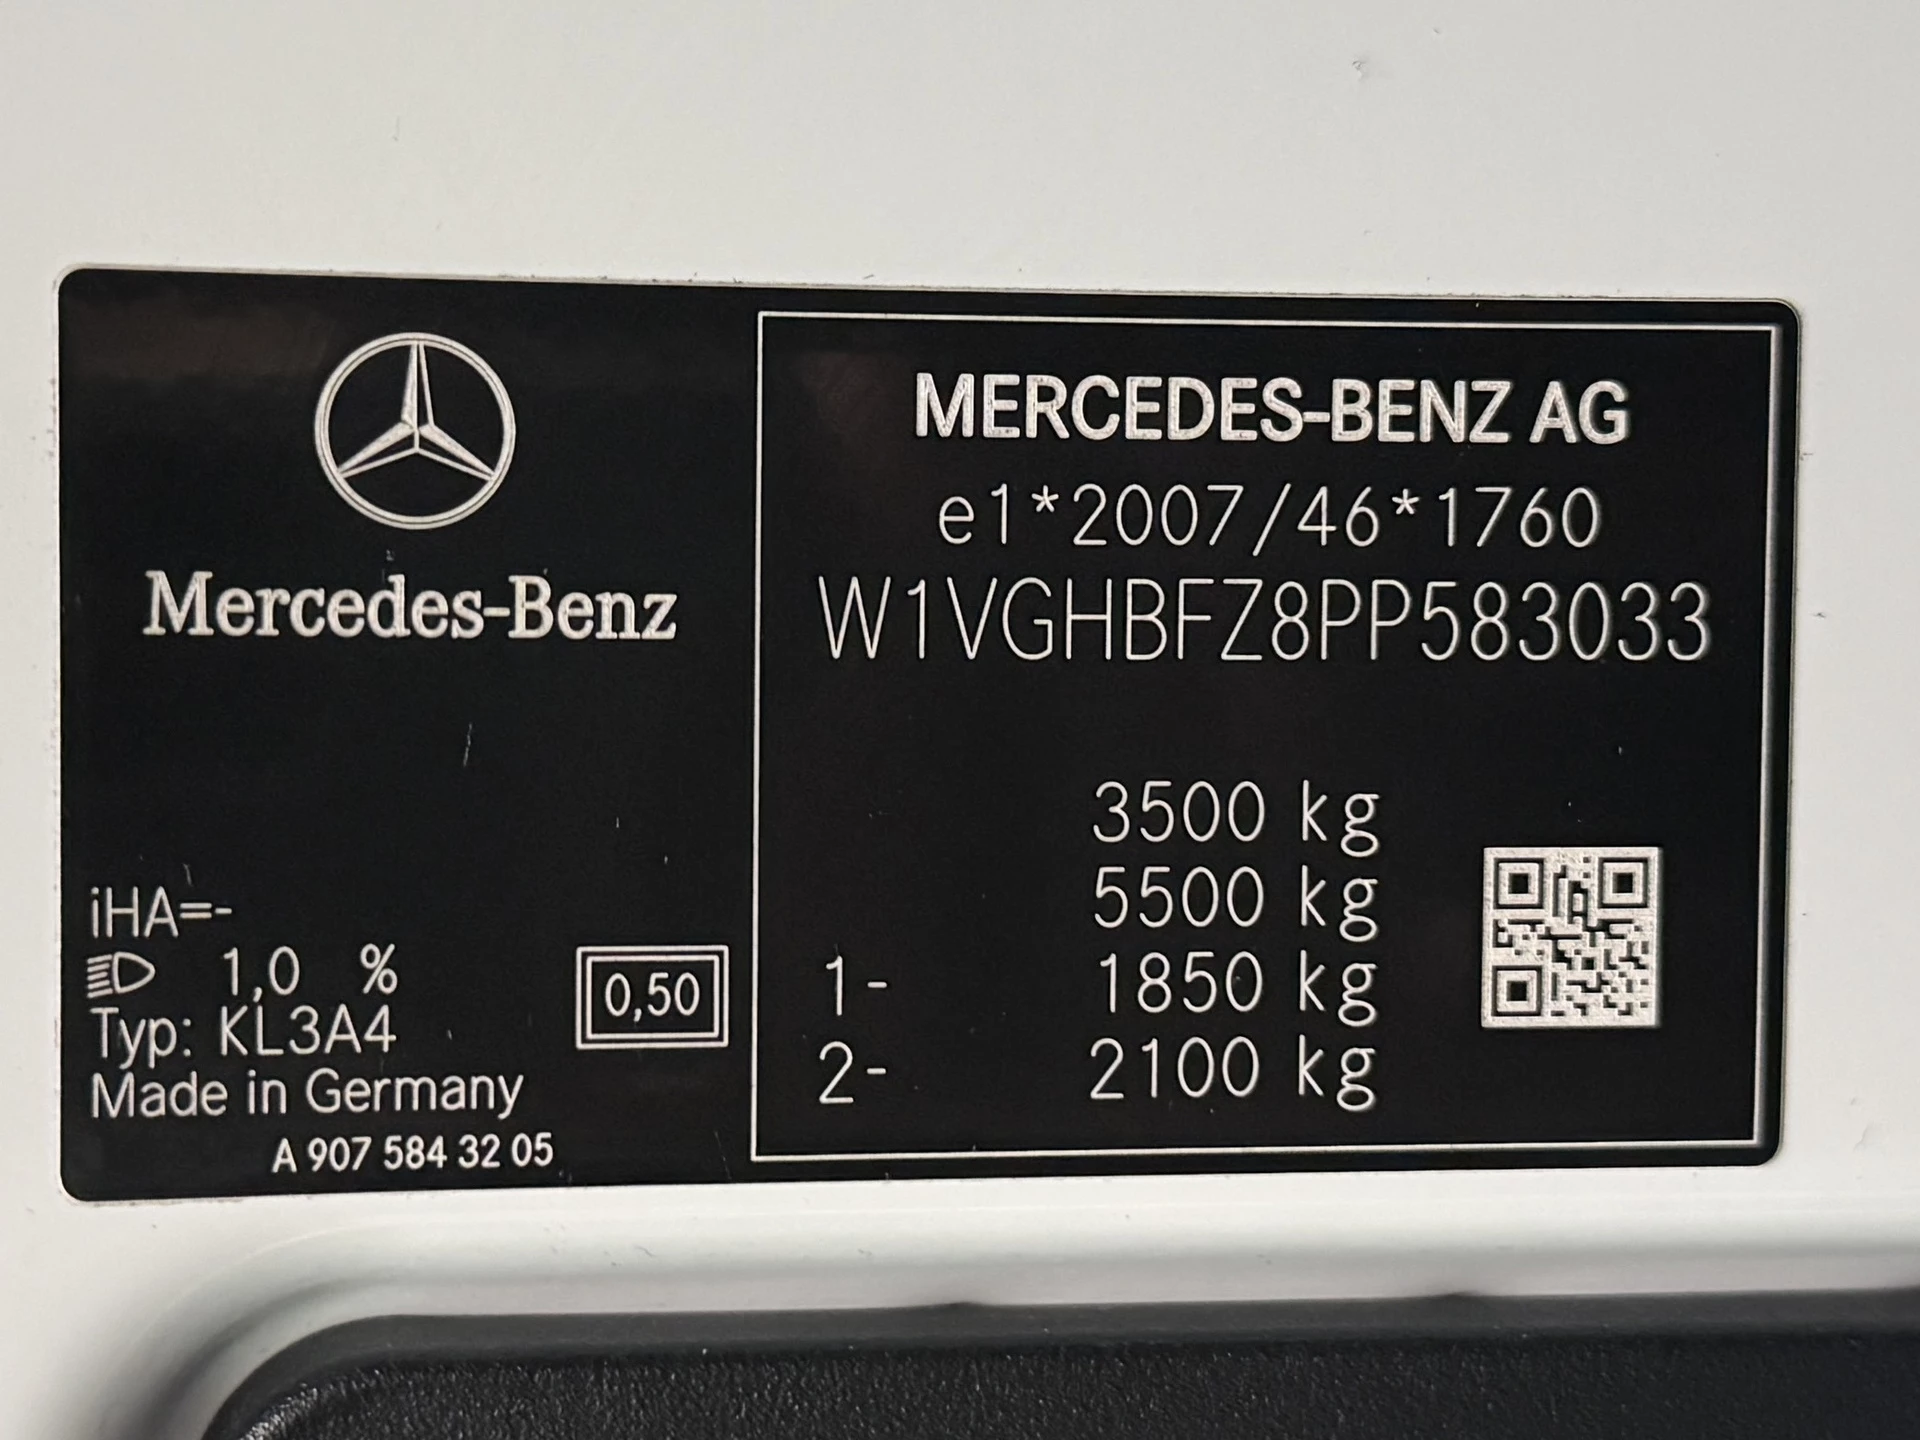 Mercedes-Benz
iHA=-
1,0 %
Typ: KL3A4
Made in Germany
A 907 584 32 05
0,50
MERCEDES-BENZ AG
e1*2007/46*1760
W1VGHBFZ8PP583033
3500 kg
5500 kg
1- 1850 kg
2- 2100 kg